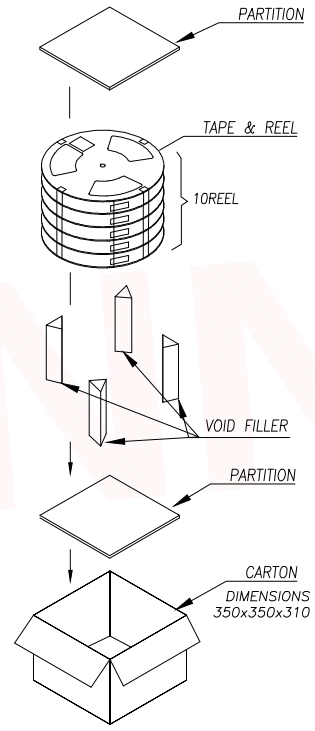 PARTITION
TAPE & REEL
10REEL
VOID FILLER
PARTITION
CARTON
DIMENSIONS
350x350x310